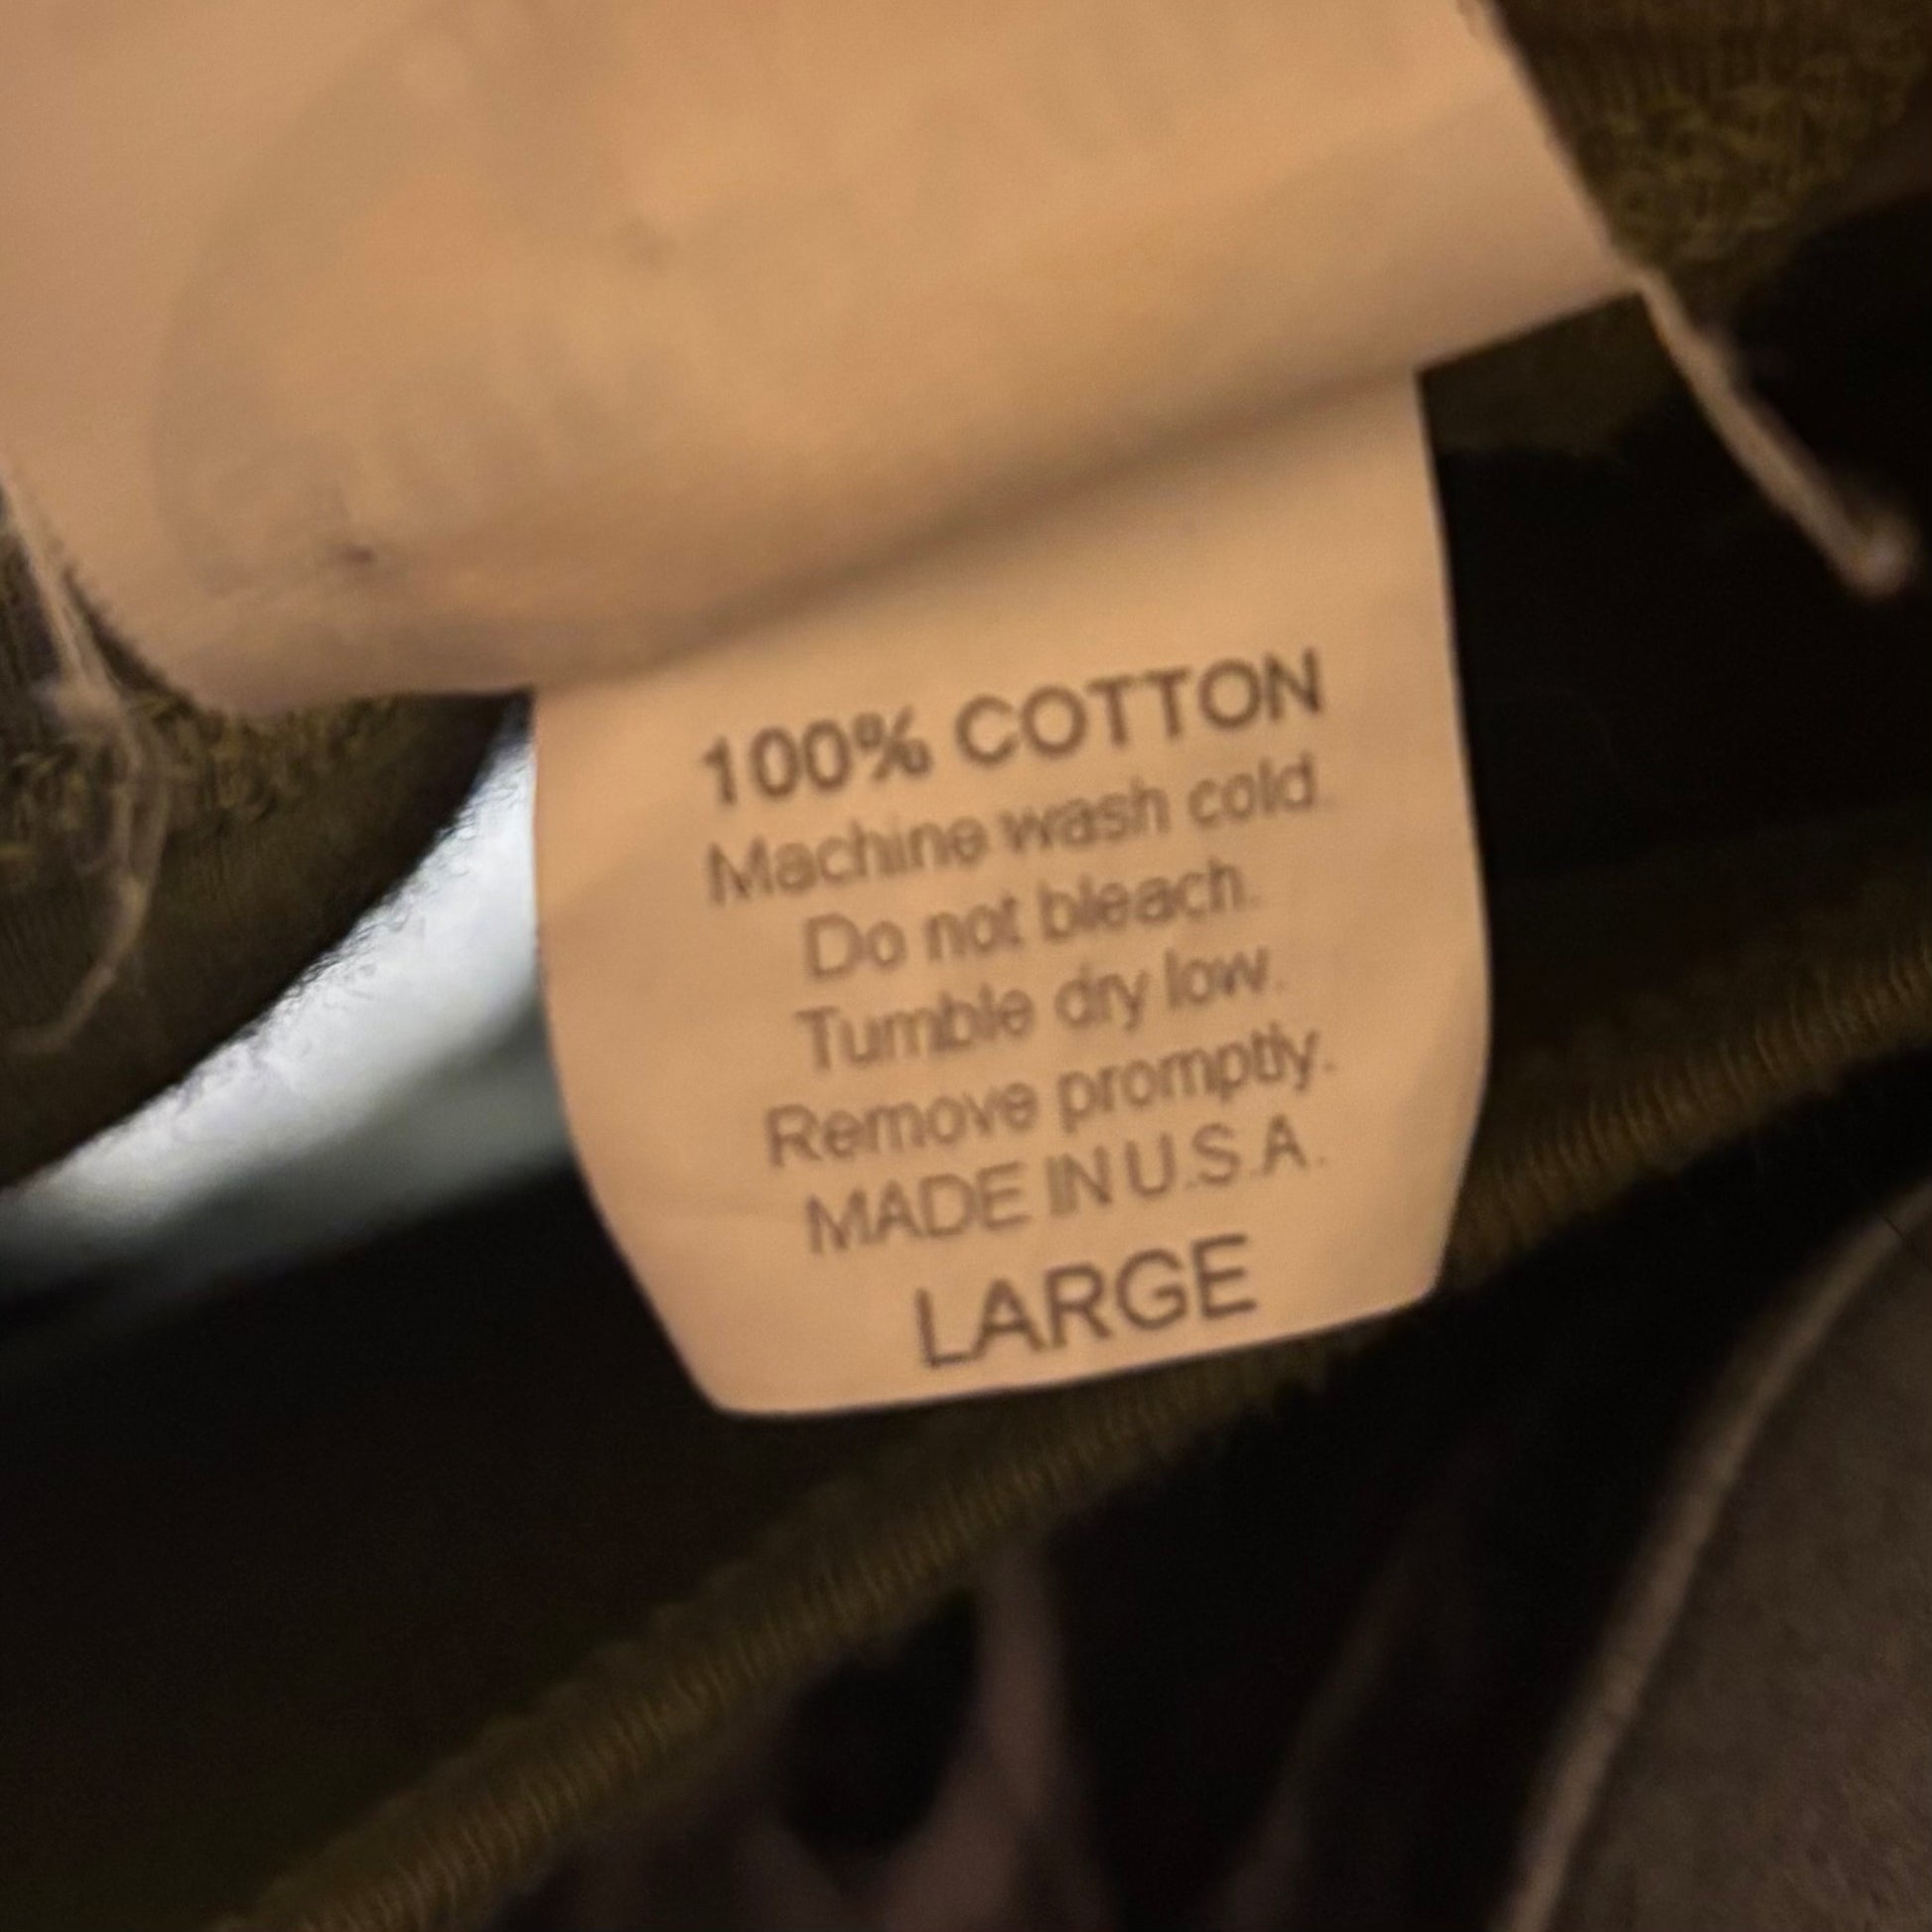 100% COTTON
Machine wash cold.
Do not bleach.
Tumble dry low.
Remove promptly.
MADE IN U.S.A.
LARGE